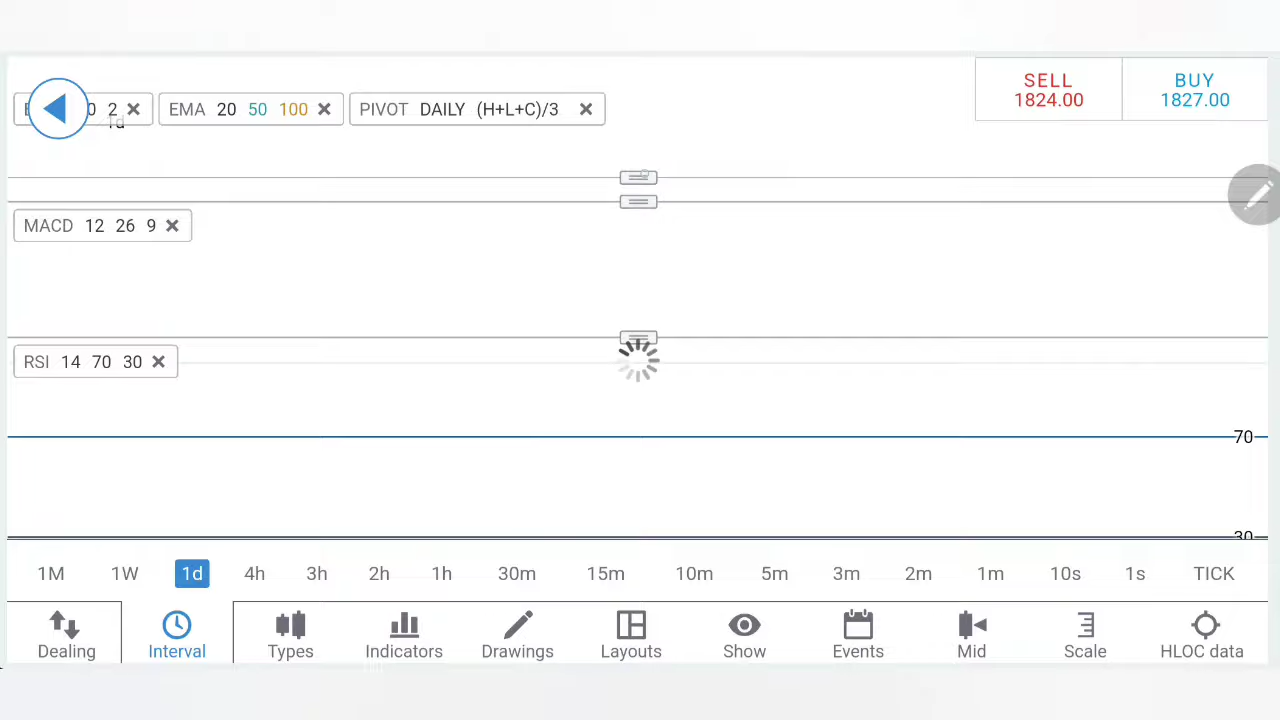 SELL BUY
1824.00 1827.00
0 2 EMA 20 50 100 PIVOT DAILY (H+L+C)/3
1d
MACD 12 26 9
RSI 14 70 30
70
30
1M 1W 1d 4h 3h 2h 1h 30m 15m 10m 5m 3m 2m 1m 10s 1s TICK
Dealing Interval Types Indicators Drawings Layouts Show Events Mid Scale HLOC data